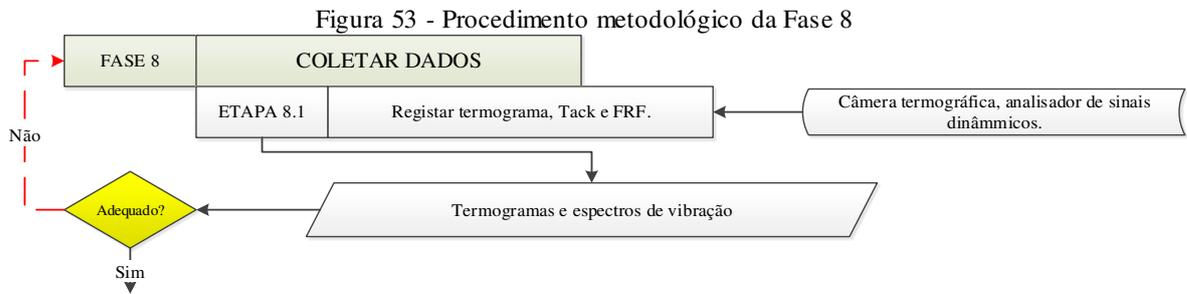 Figura 53 - Procedimento metodológico da Fase 8
FASE 8
COLETAR DADOS
ETAPA 8.1
Registar termograma, Tack e FRF.
Câmera termográfica, analisador de sinais
dinâmmicos.
Não
Adequado?
Termogramas e espectros de vibração
Sim